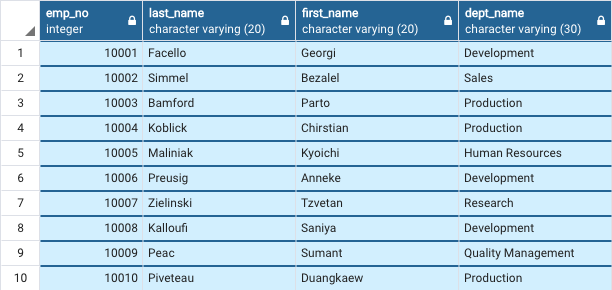 emp_no last_name first_name dept_name
integer character varying (20) character varying (20) character varying (30)
1 10001 Facello Georgi Development
2 10002 Simmel Bezalel Sales
3 10003 Bamford Parto Production
4 10004 Koblick Chirstian Production
5 10005 Maliniak Kyoichi Human Resources
6 10006 Preusig Anneke Development
7 10007 Zielinski Tzvetan Research
8 10008 Kalloufi Saniya Development
9 10009 Peac Sumant Quality Management
10 10010 Piveteau Duangkaew Production